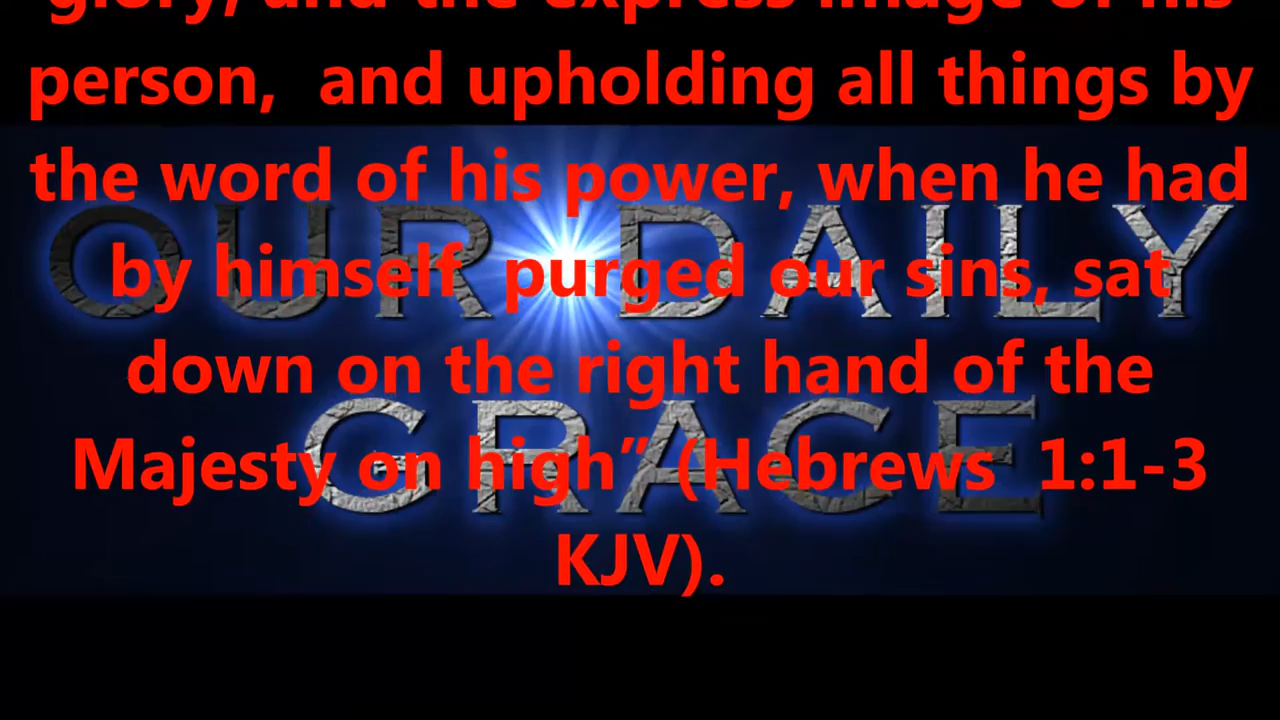 glory, and the express image of his
person,  and upholding all things by
the word of his power, when he had
by himself  purged our sins, sat
down on the right hand of the
Majesty on high” (Hebrews  1:1-3
KJV).
OUR DAILY
GRACE